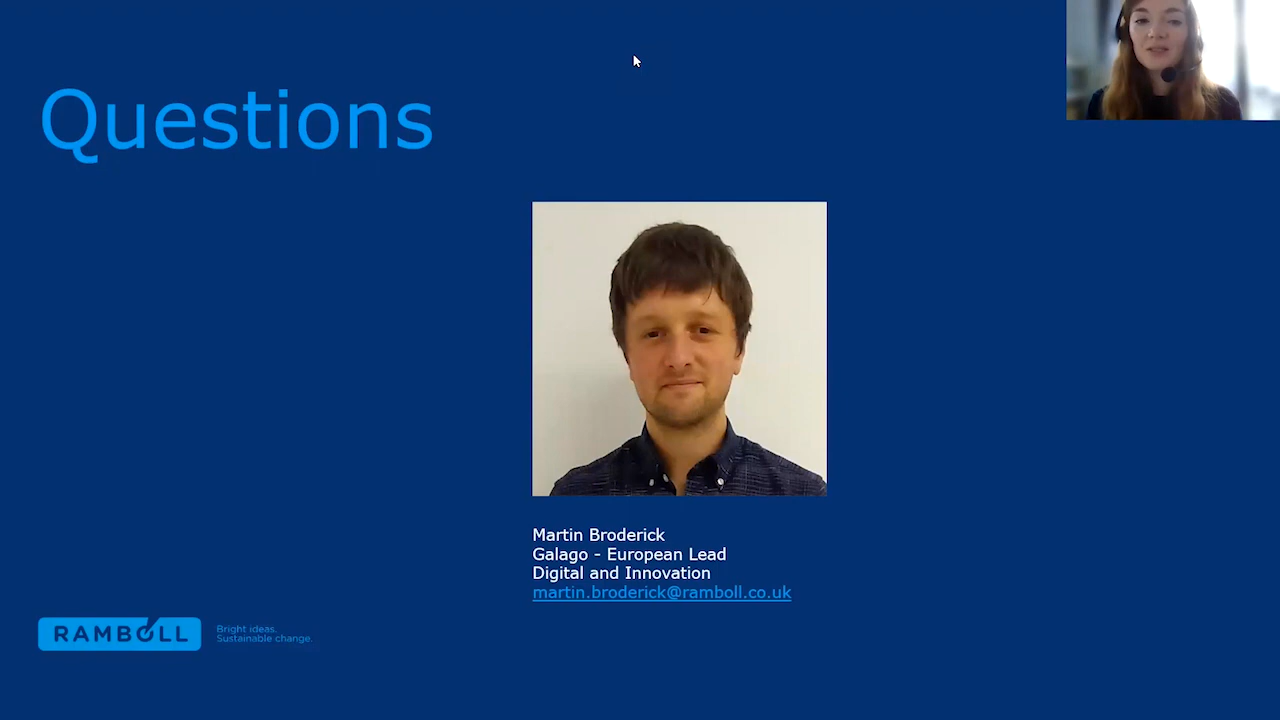 Questions
Martin Broderick
Galago - European Lead
Digital and Innovation
martin.broderick@ramboll.co.uk
RAMBOLL
Bright ideas.
Sustainable change.